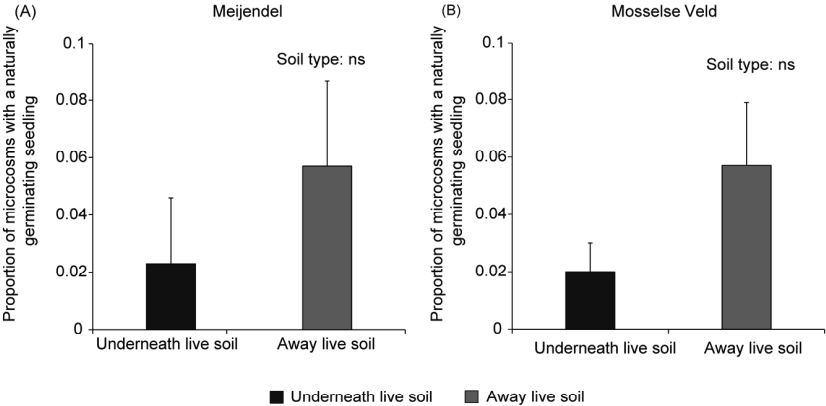 (A)
Meijendel
Proportion of microcosms with a naturally
germinating seedling
0.1
0.08
0.06
0.04
0.02
0
Soil type: ns
Underneath live soil
Away live soil
(B)
Mosselse Veld
Proportion of microcosms with a naturally
germinating seedling
0.1
0.08
0.06
0.04
0.02
0
Soil type: ns
Underneath live soil
Away live soil
Underneath live soil
Away live soil